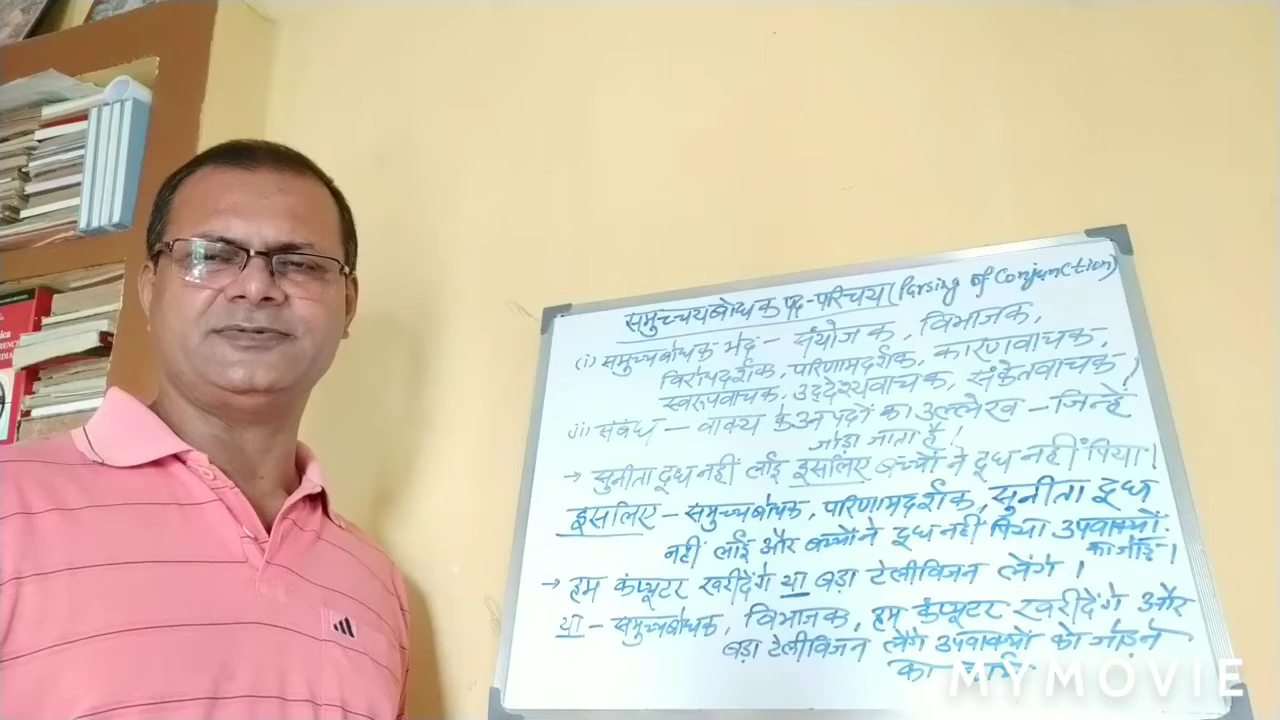 समुच्चयबोधक पद-परिचय (Parsing of Conjunction)
(i) समुच्चयबोधक भेद - संयोजक, विभाजक,
विरोधदर्शक, परिणामदर्शक, कारणवाचक,
स्वरूपवाचक, उद्देश्यवाचक, संकेतवाचक)
(ii) संबंध - वाक्य के उन पदों का उल्लेख - जिन्हें
जोड़ा जाता है।
→ सुनीता दूध नहीं लाई इसलिए बच्चों ने दूध नहीं पिया।
इसलिए - समुच्यबोधक, परिणामदर्शक, सुनीता दूध
नहीं लाई और बच्चों ने दूध नहीं पिया उपवाक्यों
का जोड़।
→ हम कंप्यूटर खरीदेंगे या बड़ा टेलीविजन लेंगे।
या - समुच्यबोधक, विभाजक, हम कंप्यूटर खरीदेंगे और
बड़ा टेलीविजन लेंगे उपवाक्यों को जोड़ने
का
MYMOVIE